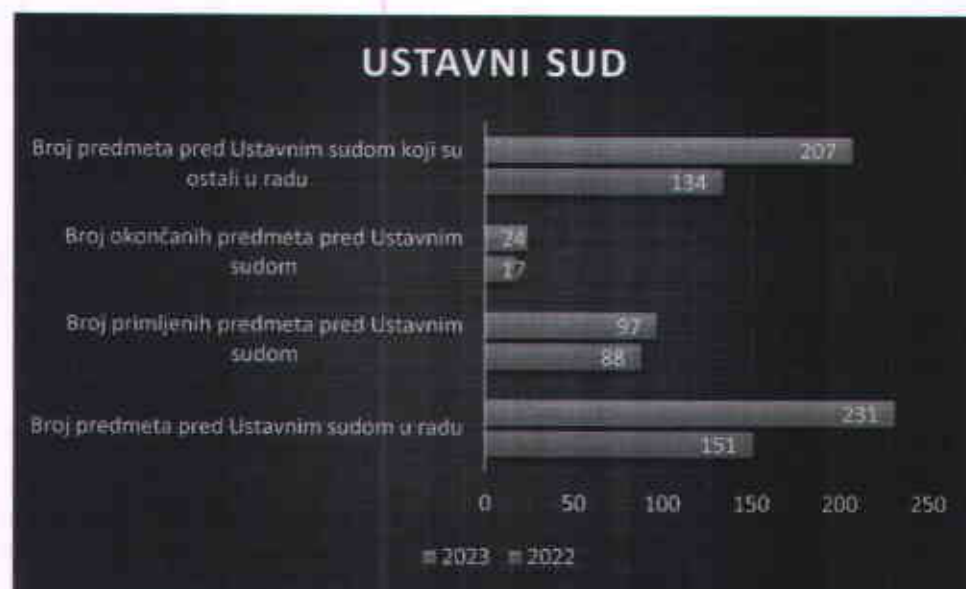 USTAVNI SUD
Broj predmeta pred Ustavnim sudom koji su
ostali u radu
207
134
Broj okončanih predmeta pred Ustavnim
sudom
24
17
Broj primljenih predmeta pred Ustavnim
sudom
97
88
Broj predmeta pred Ustavnim sudom u radu
231
151
0 50 100 150 200 250
2023 2022